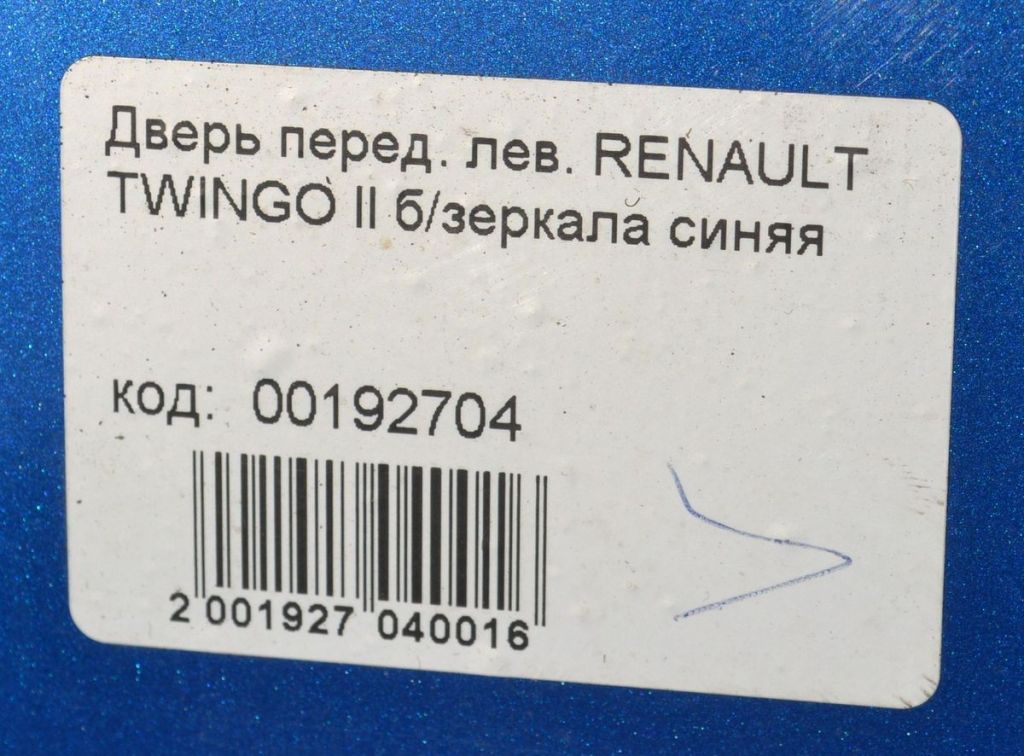 Дверь перед. лев. RENAULT
TWINGO II б/зеркала синяя
код: 00192704
2 001927 040016